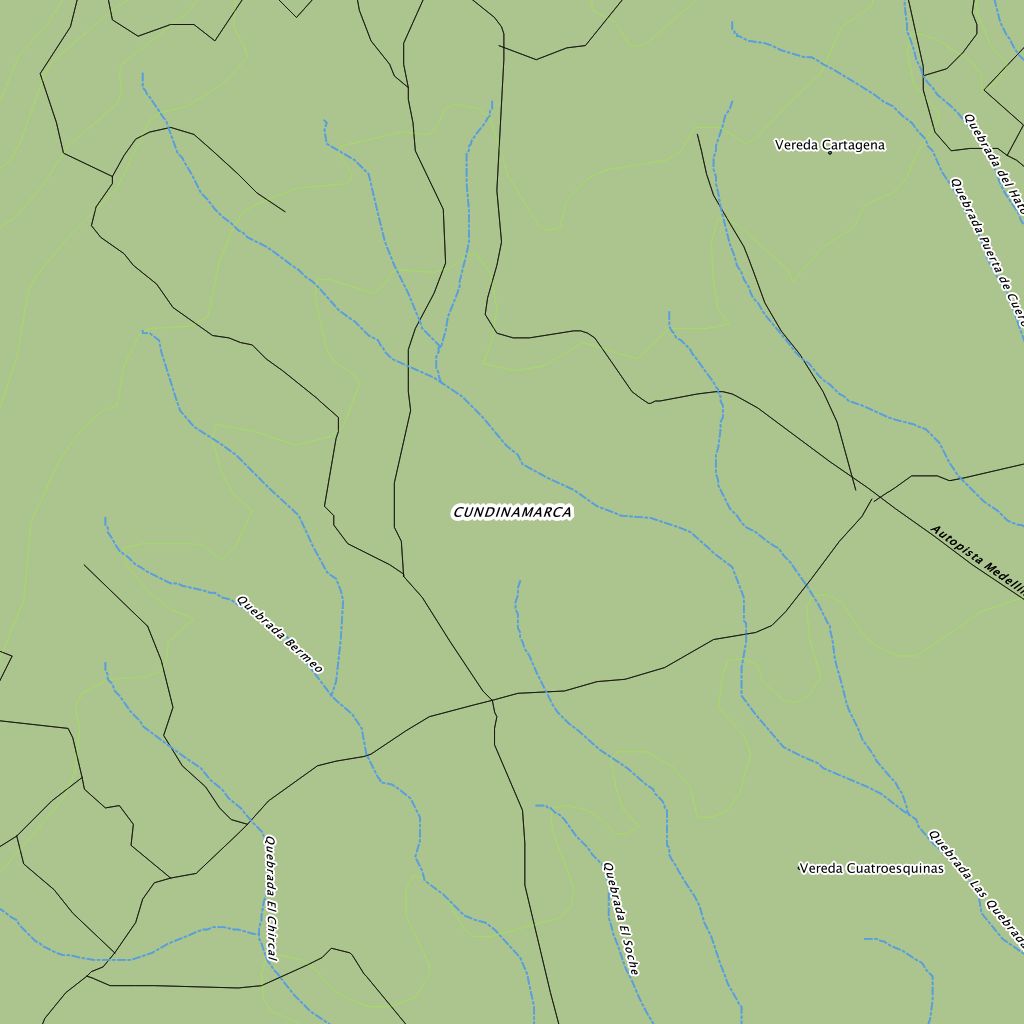 Vereda Cartagena
Quebrada del Hato
Quebrada Puerta de Cuero
CUNDINAMARCA
Autopista Medellín
Quebrada Bermeo
Quebrada El Chircal
Quebrada El Soche
Vereda Cuatroesquinas
Quebrada Las Quebrada